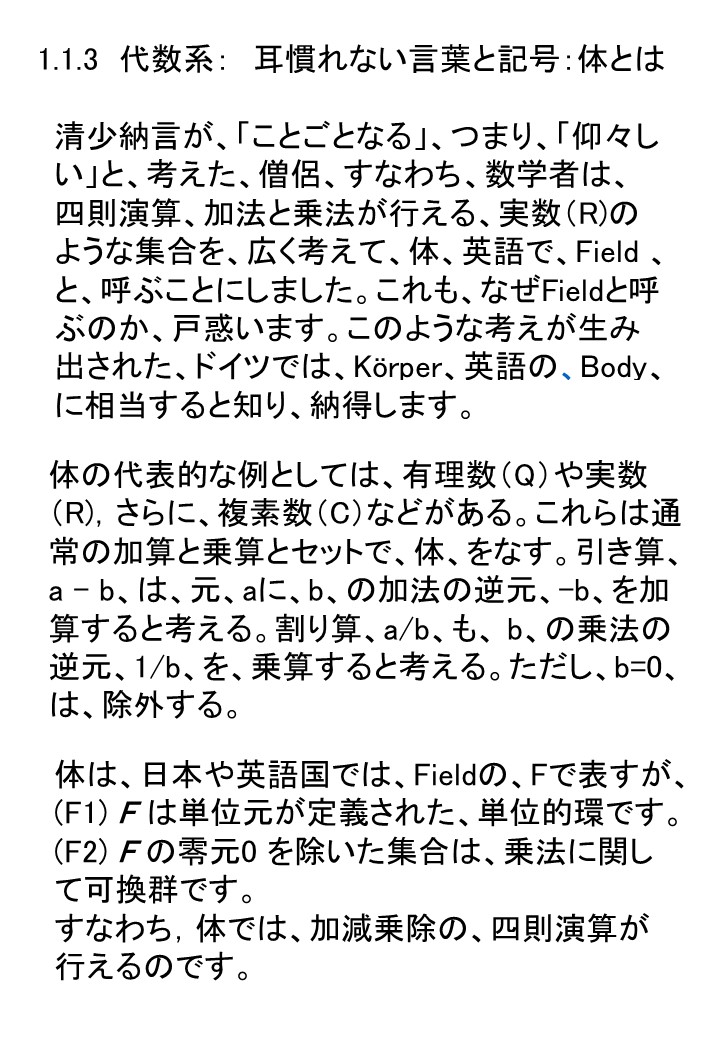 1.1.3　代数系：　耳慣れない言葉と記号：体とは
清少納言が、「ことごとなる」、つまり、「仰々し
い」と、考えた、僧侶、すなわち、数学者は、
四則演算、加法と乗法が行える、実数（R)の
ような集合を、広く考えて、体、英語で、Field 、
と、呼ぶことにしました。これも、なぜFieldと呼
ぶのか、戸惑います。このような考えが生み
出された、ドイツでは、Körper、英語の、Body、
に相当すると知り、納得します。
体の代表的な例としては、有理数（Q）や実数
（R)，さらに、複素数（C）などがある。これらは通
常の加算と乗算とセットで、体、をなす。引き算、
a − b、は、元、aに、b、の加法の逆元、-b、を加
算すると考える。割り算、a/b、も、 b、の乗法の
逆元、1/b、を、乗算すると考える。ただし、b=0、
は、除外する。
体は、日本や英語国では、Fieldの、Fで表すが、
(F1) F は単位元が定義された、単位的環です。
(F2) F の零元0 を除いた集合は、乗法に関し
て可換群です。
すなわち，体では、加減乗除の、四則演算が
行えるのです。